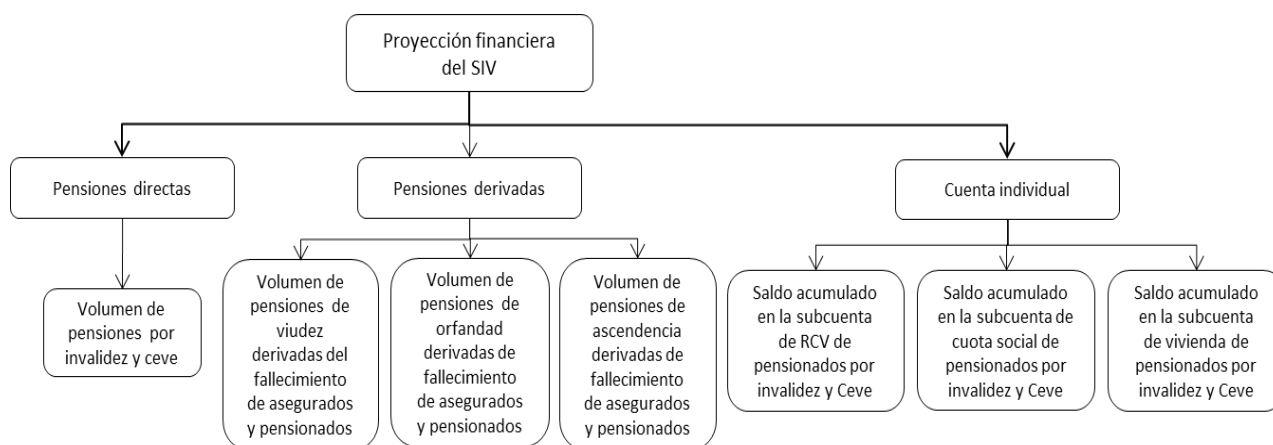 Proyección financiera
del SIV
Pensiones directas
Pensiones derivadas
Cuenta individual
Volumen de
pensiones por
invalidez y ceve
Volumen de
pensiones de
viudez
derivadas del
fallecimiento
de asegurados
y pensionados
Volumen de
pensiones de
orfandad
derivadas de
fallecimiento
de asegurados
y pensionados
Volumen de
pensiones de
ascendencia
derivadas de
fallecimiento
de asegurados
y pensionados
Saldo acumulado
en la subcuenta
de RCV de
pensionados por
invalidez y Ceve
Saldo acumulado
en la subcuenta de
cuota social de
pensionados por
invalidez y Ceve
Saldo acumulado
en la subcuenta
de vivienda de
pensionados por
invalidez y Ceve